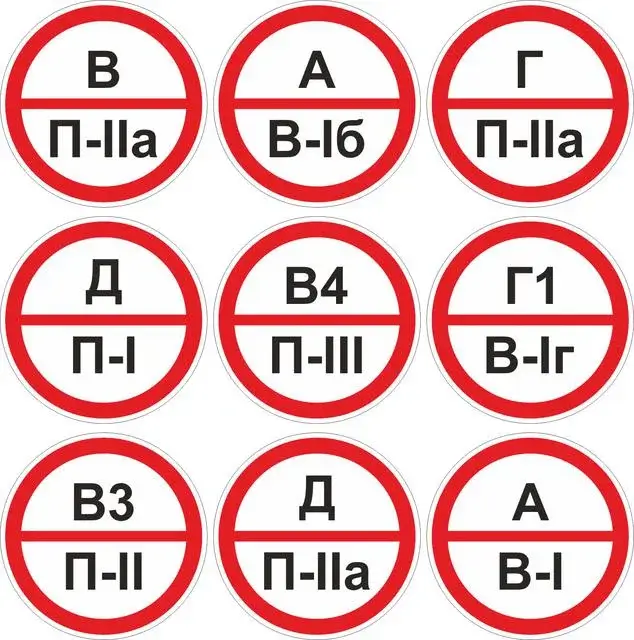 В
П-IIа
А
В-Iб
Г
П-IIа
Д
П-I
В4
П-III
Г1
В-Iг
В3
П-II
Д
П-IIа
А
В-I